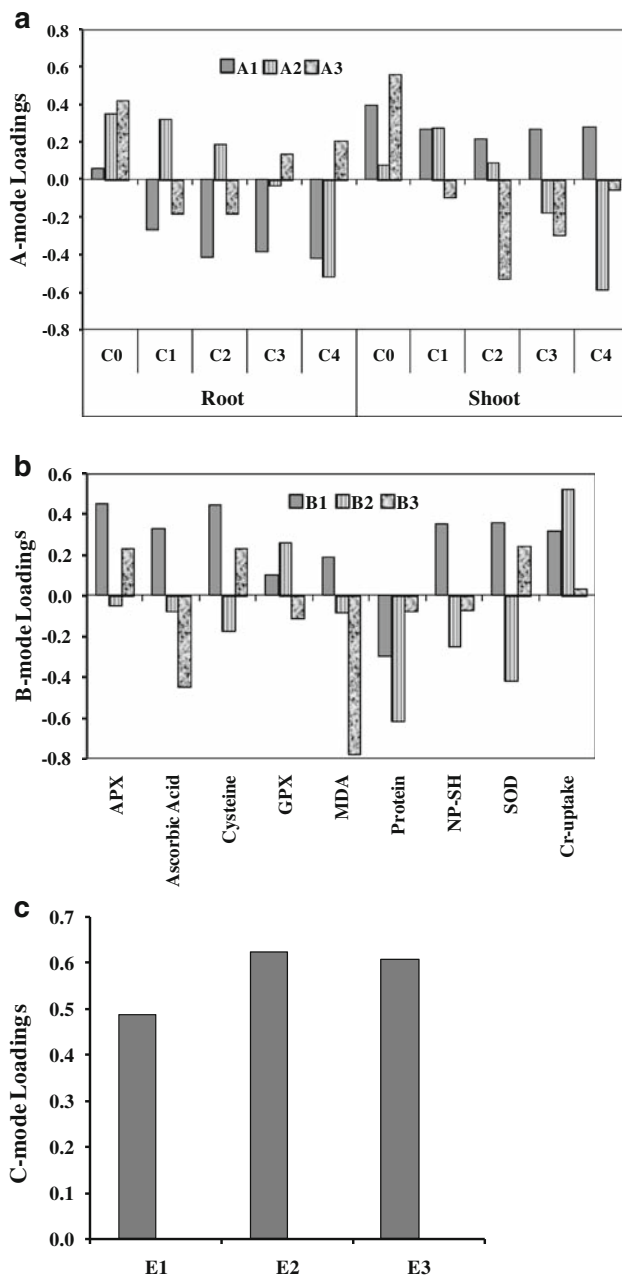 a
A-mode Loadings
0.8
0.6
0.4
0.2
0.0
-0.2
-0.4
-0.6
-0.8
A1 A2 A3
C0 C1 C2 C3 C4 C0 C1 C2 C3 C4
Root Shoot
b
B-mode Loadings
0.6
0.4
0.2
0.0
-0.2
-0.4
-0.6
-0.8
B1 B2 B3
APX
Ascorbic Acid
Cysteine
GPX
MDA
Protein
NP-SH
SOD
Cr-uptake
c
C-mode Loadings
0.7
0.6
0.5
0.4
0.3
0.2
0.1
0.0
E1 E2 E3